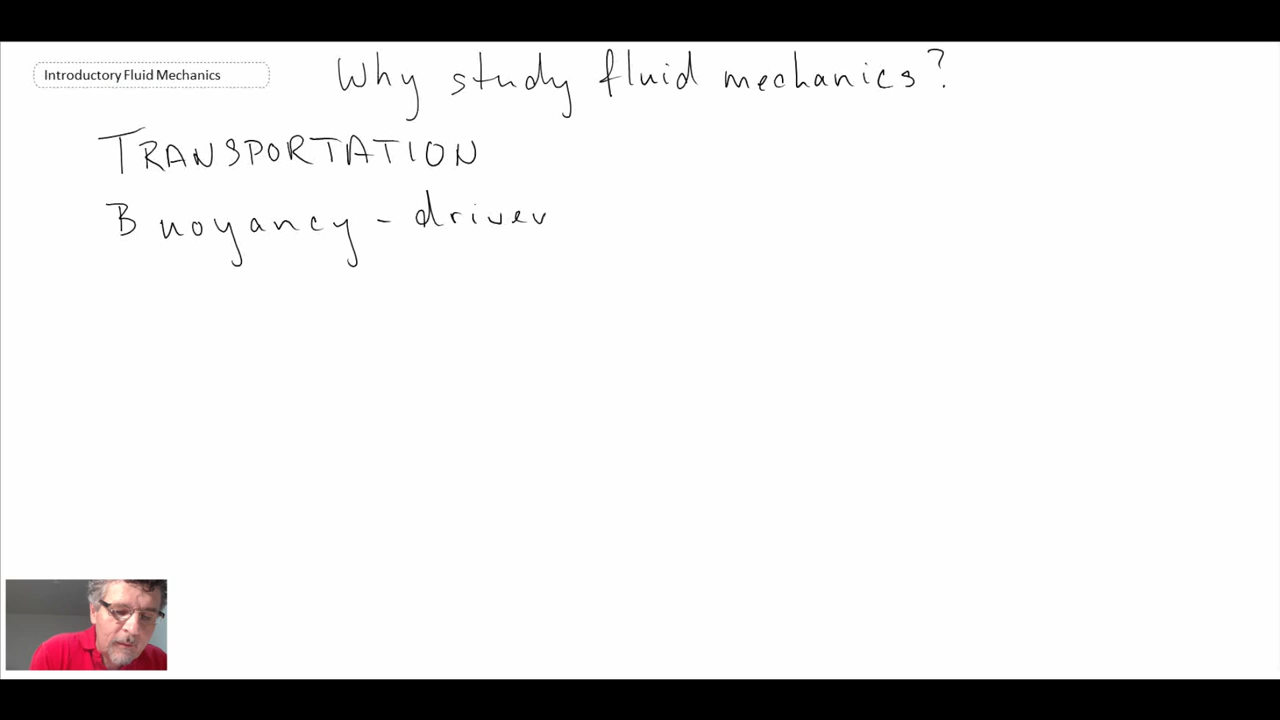 Introductory Fluid Mechanics
Why study fluid mechanics?
TRANSPORTATION
Buoyancy - driven